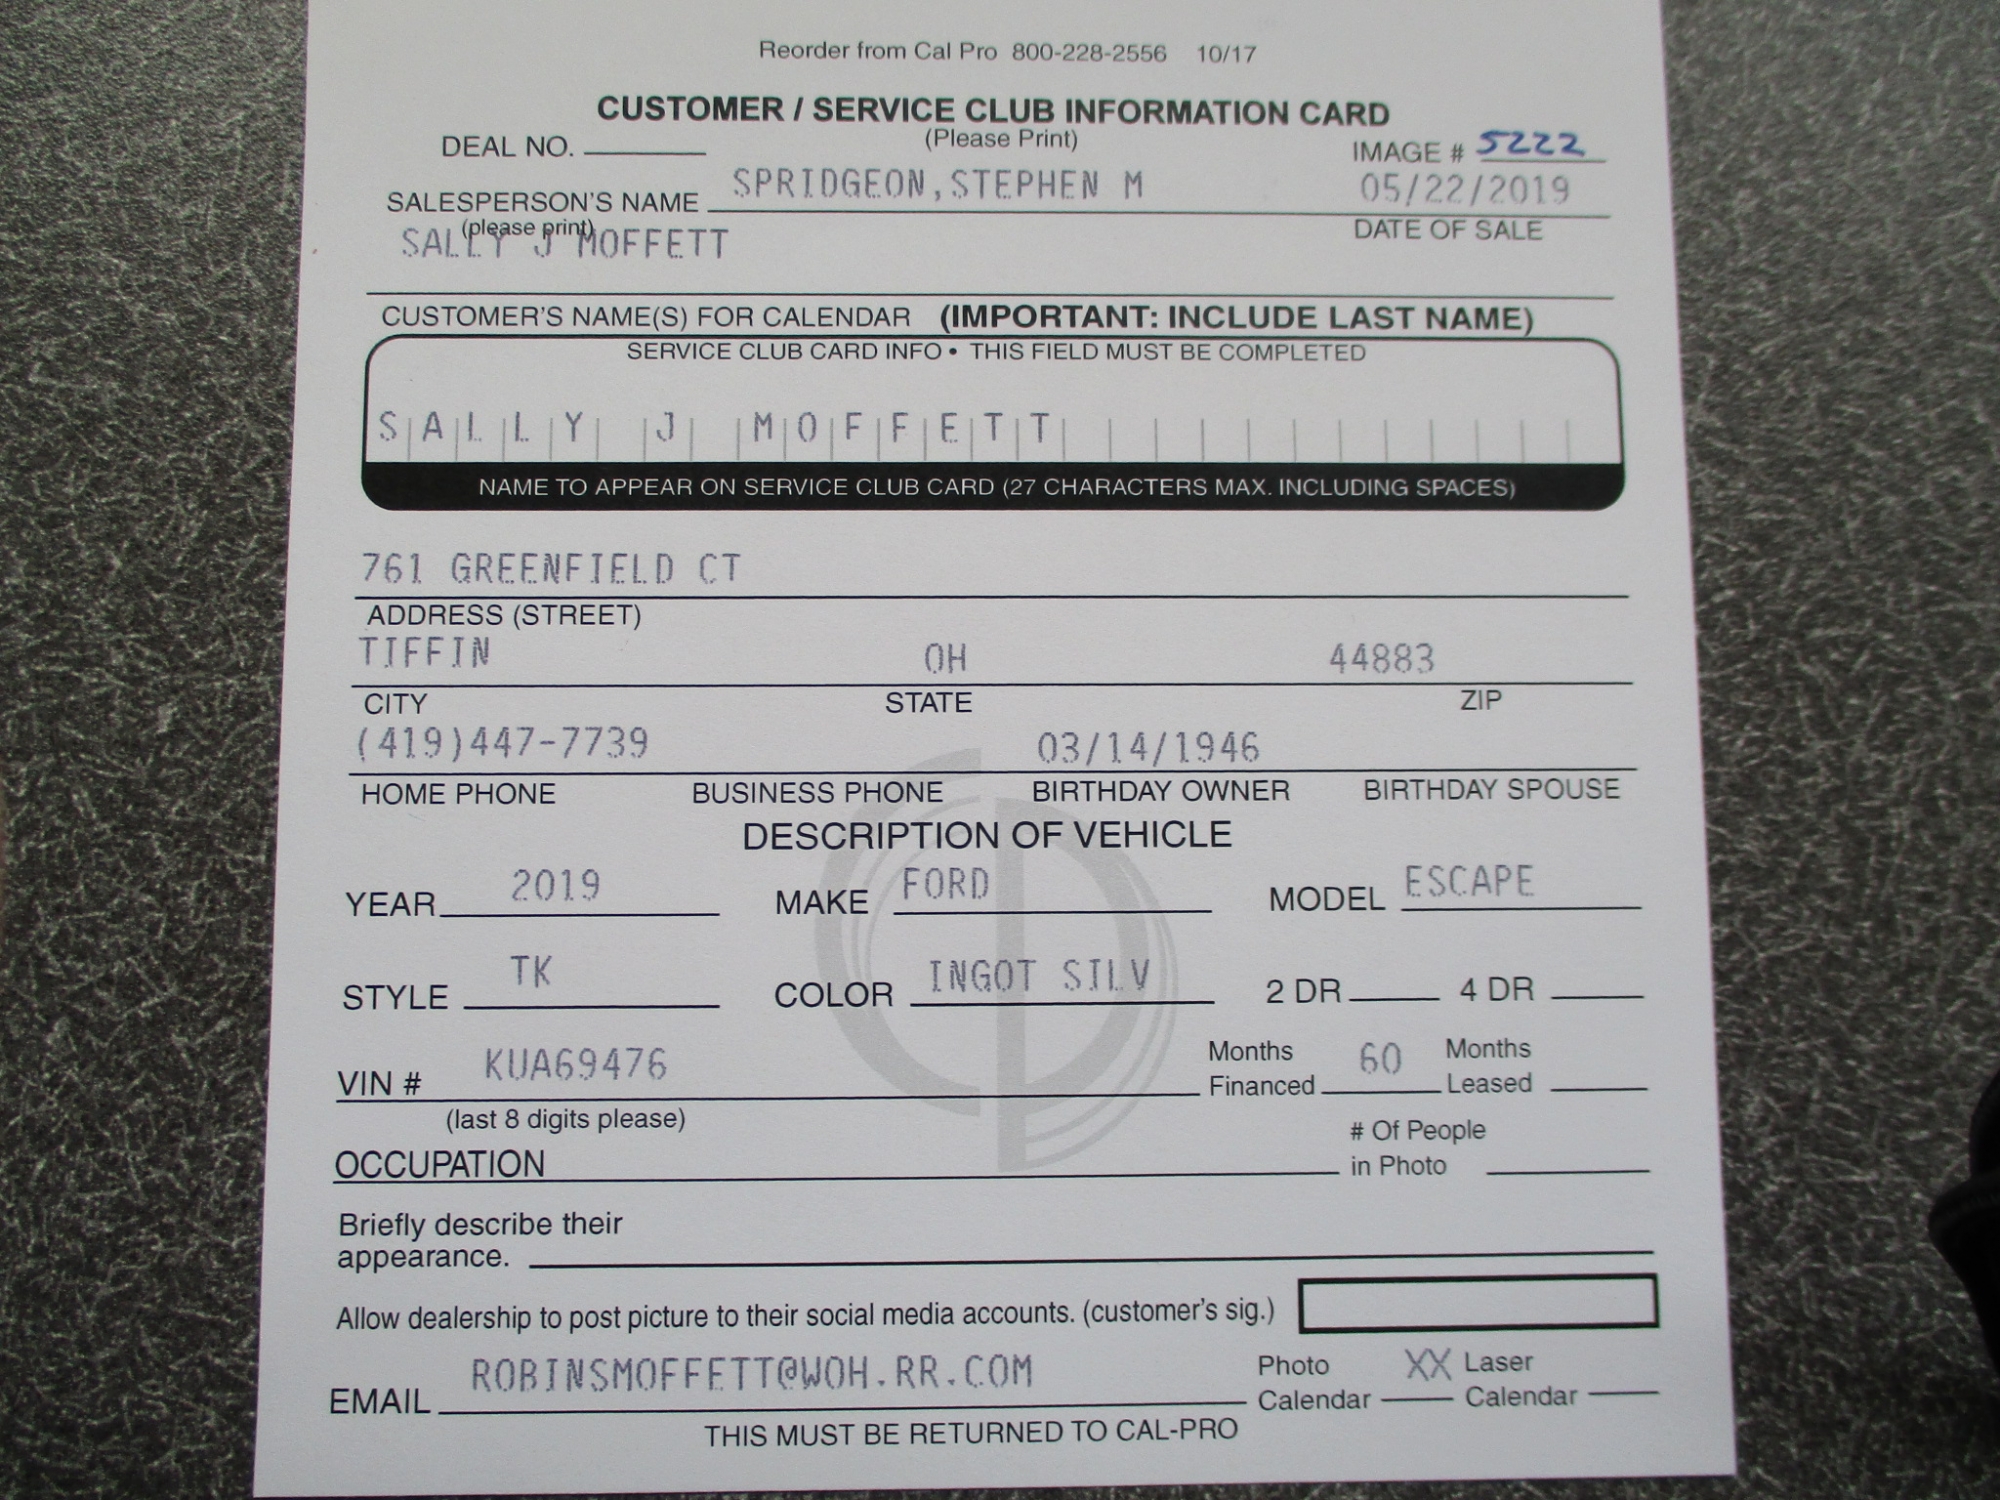 Reorder from Cal Pro 800-228-2556 10/17
CUSTOMER / SERVICE CLUB INFORMATION CARD
(Please Print)
DEAL NO. IMAGE # 5222
SALESPERSON'S NAME SPRIDGEON,STEPHEN M 05/22/2019
(please print) DATE OF SALE
SALLY J MOFFETT
CUSTOMER'S NAME(S) FOR CALENDAR (IMPORTANT: INCLUDE LAST NAME)
SERVICE CLUB CARD INFO • THIS FIELD MUST BE COMPLETED
SALLY J MOFFETT
NAME TO APPEAR ON SERVICE CLUB CARD (27 CHARACTERS MAX. INCLUDING SPACES)
761 GREENFIELD CT
ADDRESS (STREET)
TIFFIN OH 44883
CITY STATE ZIP
(419)447-7739 03/14/1946
HOME PHONE BUSINESS PHONE BIRTHDAY OWNER BIRTHDAY SPOUSE
DESCRIPTION OF VEHICLE
YEAR 2019 MAKE FORD MODEL ESCAPE
STYLE TK COLOR INGOT SILV 2 DR 4 DR
VIN # KUA69476 Months Financed 60 Months Leased
(last 8 digits please)
OCCUPATION # Of People in Photo
Briefly describe their
appearance.
Allow dealership to post picture to their social media accounts. (customer's sig.)
EMAIL ROBINSMOFFETT@WOH.RR.COM Photo Calendar XX Laser Calendar
THIS MUST BE RETURNED TO CAL-PRO